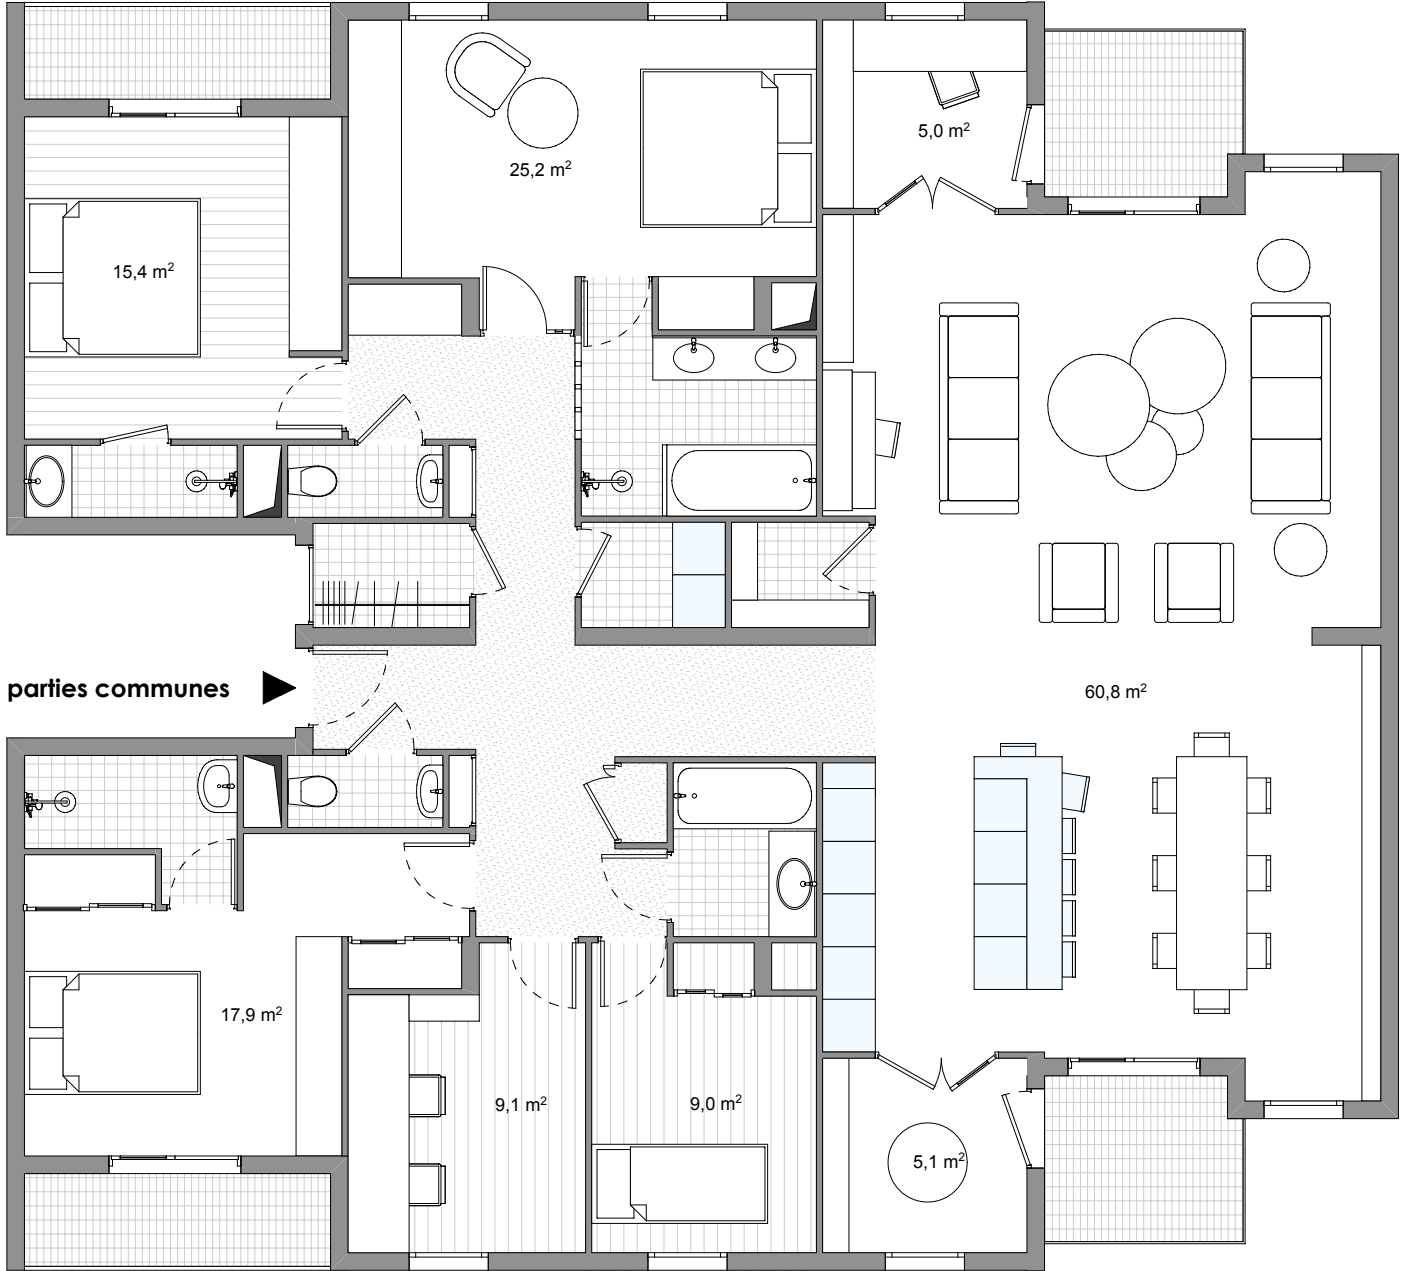 5,0 m²
25,2 m²
15,4 m²
parties communes
60,8 m²
17,9 m²
9,1 m²
9,0 m²
5,1 m²